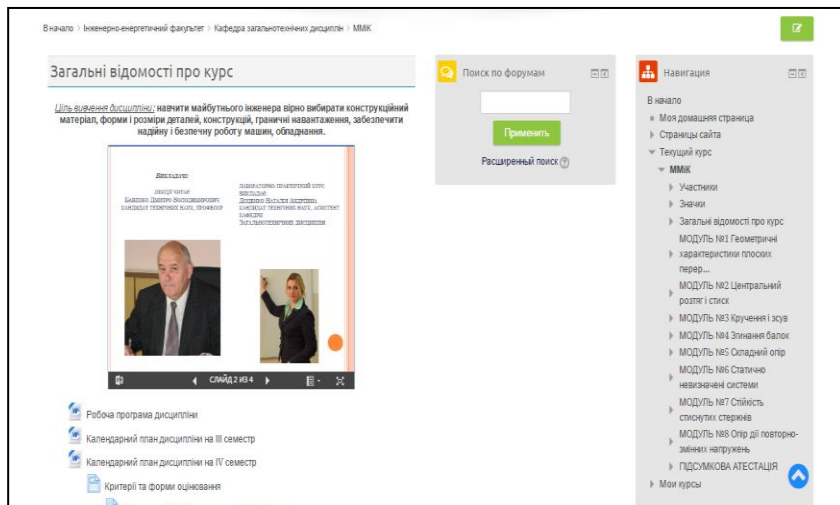 В начало > Інженерно-енергетичний факультет > Кафедра загальнотехнічних дисциплін > ММіК
Загальні відомості про курс
Ціль вивчення дисципліни: навчити майбутнього інженера вірно вибирати конструкційний
матеріал, форми і розміри деталей, конструкцій, граничні навантаження, забезпечити
надійну і безпечну роботу машин, обладнання.
Викладачі:
лекції читає
Бабенко Дмитро Володимирович
кандидат технічних наук, професор
лабораторно-практичний курс
викладає
Доценко Наталія Андріївна
кандидат технічних наук, асистент
кафедри
Загальнотехнічних дисциплін
СЛАЙД 2 ИЗ 4
Робоча програма дисципліни
Календарний план дисципліни на III семестр
Календарний план дисципліни на IV семестр
Критерії та форми оцінювання
Поиск по форумам
Применить
Расширенный поиск
Навигация
В начало
Моя домашняя страница
Страницы сайта
Текущий курс
ММіК
Участники
Значки
Загальні відомості про курс
МОДУЛЬ №1 Геометричні
характеристики плоских
перер...
МОДУЛЬ №2 Центральний
розтяг і стиск
МОДУЛЬ №3 Кручення і зсув
МОДУЛЬ №4 Згинання балок
МОДУЛЬ №5 Складний опір
МОДУЛЬ №6 Статично
невизначені системи
МОДУЛЬ №7 Стійкість
стиснутих стержнів
МОДУЛЬ №8 Опір дії повторно-
змінних напружень
ПІДСУМКОВА АТЕСТАЦІЯ
Мои курсы